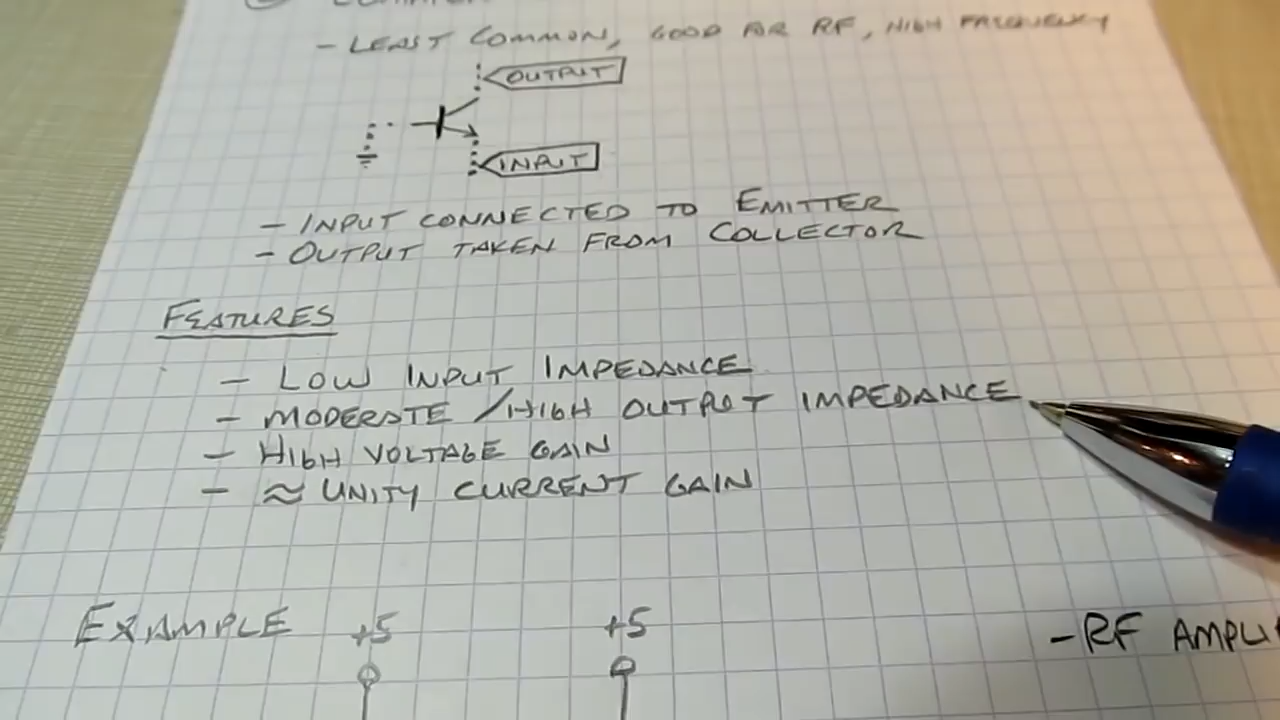 - LEAST COMMON, GOOD FOR RF, HIGH FREQUENCY
OUTPUT
INPUT
- INPUT CONNECTED TO EMITTER
- OUTPUT TAKEN FROM COLLECTOR
FEATURES
- LOW INPUT IMPEDANCE
- MODERATE / HIGH OUTPUT IMPEDANCE
- HIGH VOLTAGE GAIN
- ≈ UNITY CURRENT GAIN
EXAMPLE +5 +5
- RF AMPLI